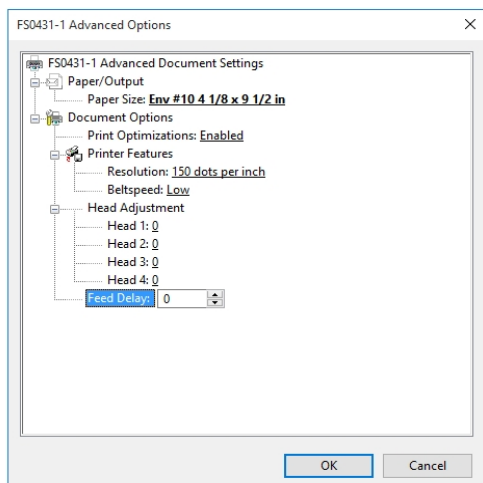 FS0431-1 Advanced Options
FS0431-1 Advanced Document Settings
Paper/Output
Paper Size: Env #10 4 1/8 x 9 1/2 in
Document Options
Print Optimizations: Enabled
Printer Features
Resolution: 150 dots per inch
Beltspeed: Low
Head Adjustment
Head 1: 0
Head 2: 0
Head 3: 0
Head 4: 0
Feed Delay: 0
OK Cancel